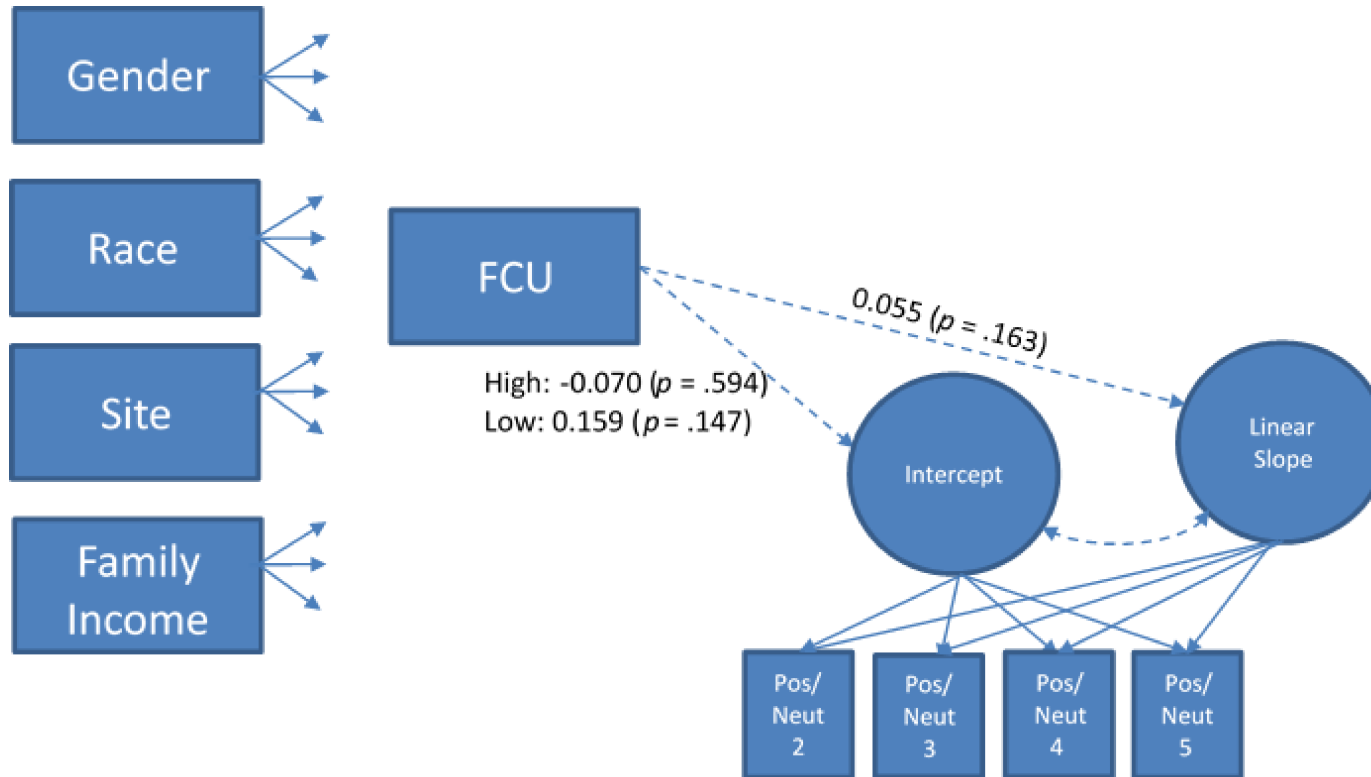 Gender
Race
Site
Family
Income
FCU
0.055 (p = .163)
High: -0.070 (p = .594)
Low: 0.159 (p = .147)
Intercept
Linear
Slope
Pos/
Neut
2
Pos/
Neut
3
Pos/
Neut
4
Pos/
Neut
5